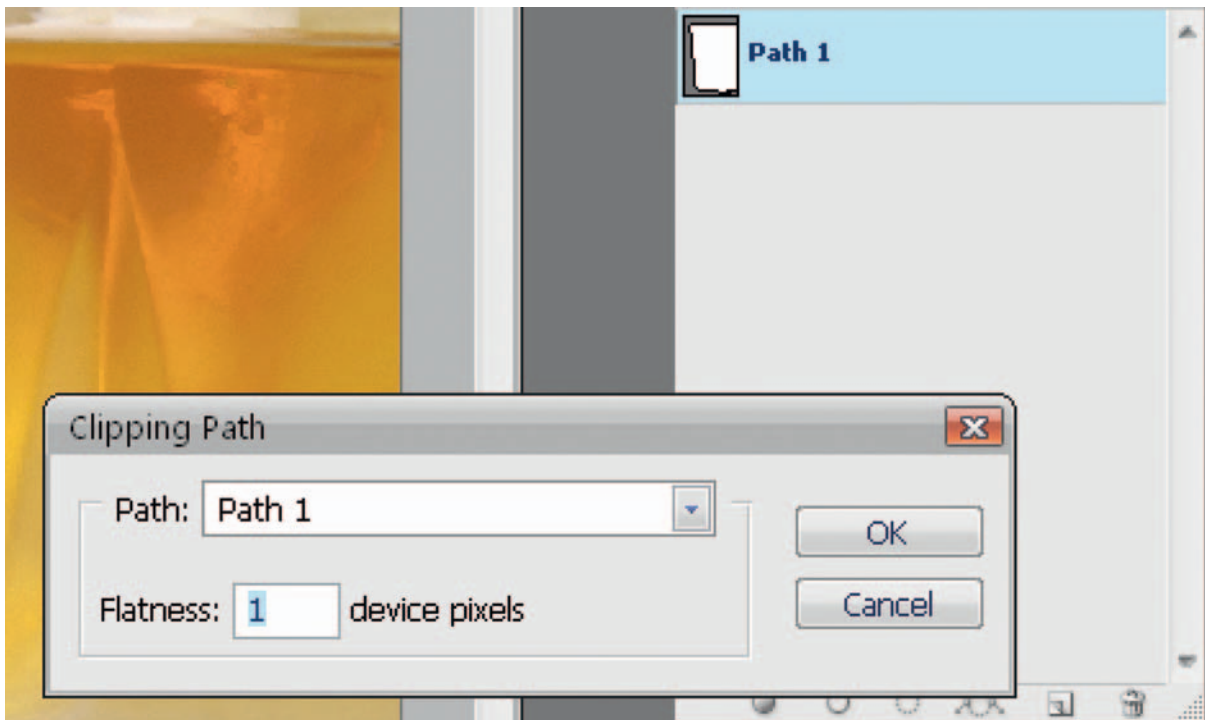 Path 1
Clipping Path
Path: Path 1
OK
Flatness: 1 device pixels
Cancel